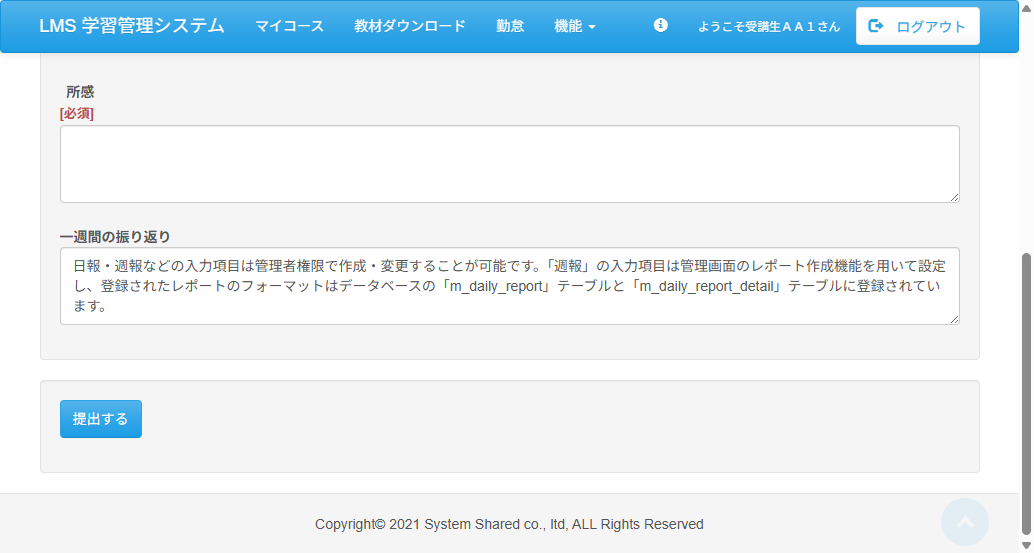 LMS 学習管理システム マイコース 教材ダウンロード 勤怠 機能 ようこそ受講生ＡＡ１さん ログアウト
所感
[必須]
一週間の振り返り
日報・週報などの入力項目は管理者権限で作成・変更することが可能です。「週報」の入力項目は管理画面のレポート作成機能を用いて設定
し、登録されたレポートのフォーマットはデータベースの「m_daily_report」テーブルと「m_daily_report_detail」テーブルに登録されてい
ます。
提出する
Copyright© 2021 System Shared co., ltd, ALL Rights Reserved